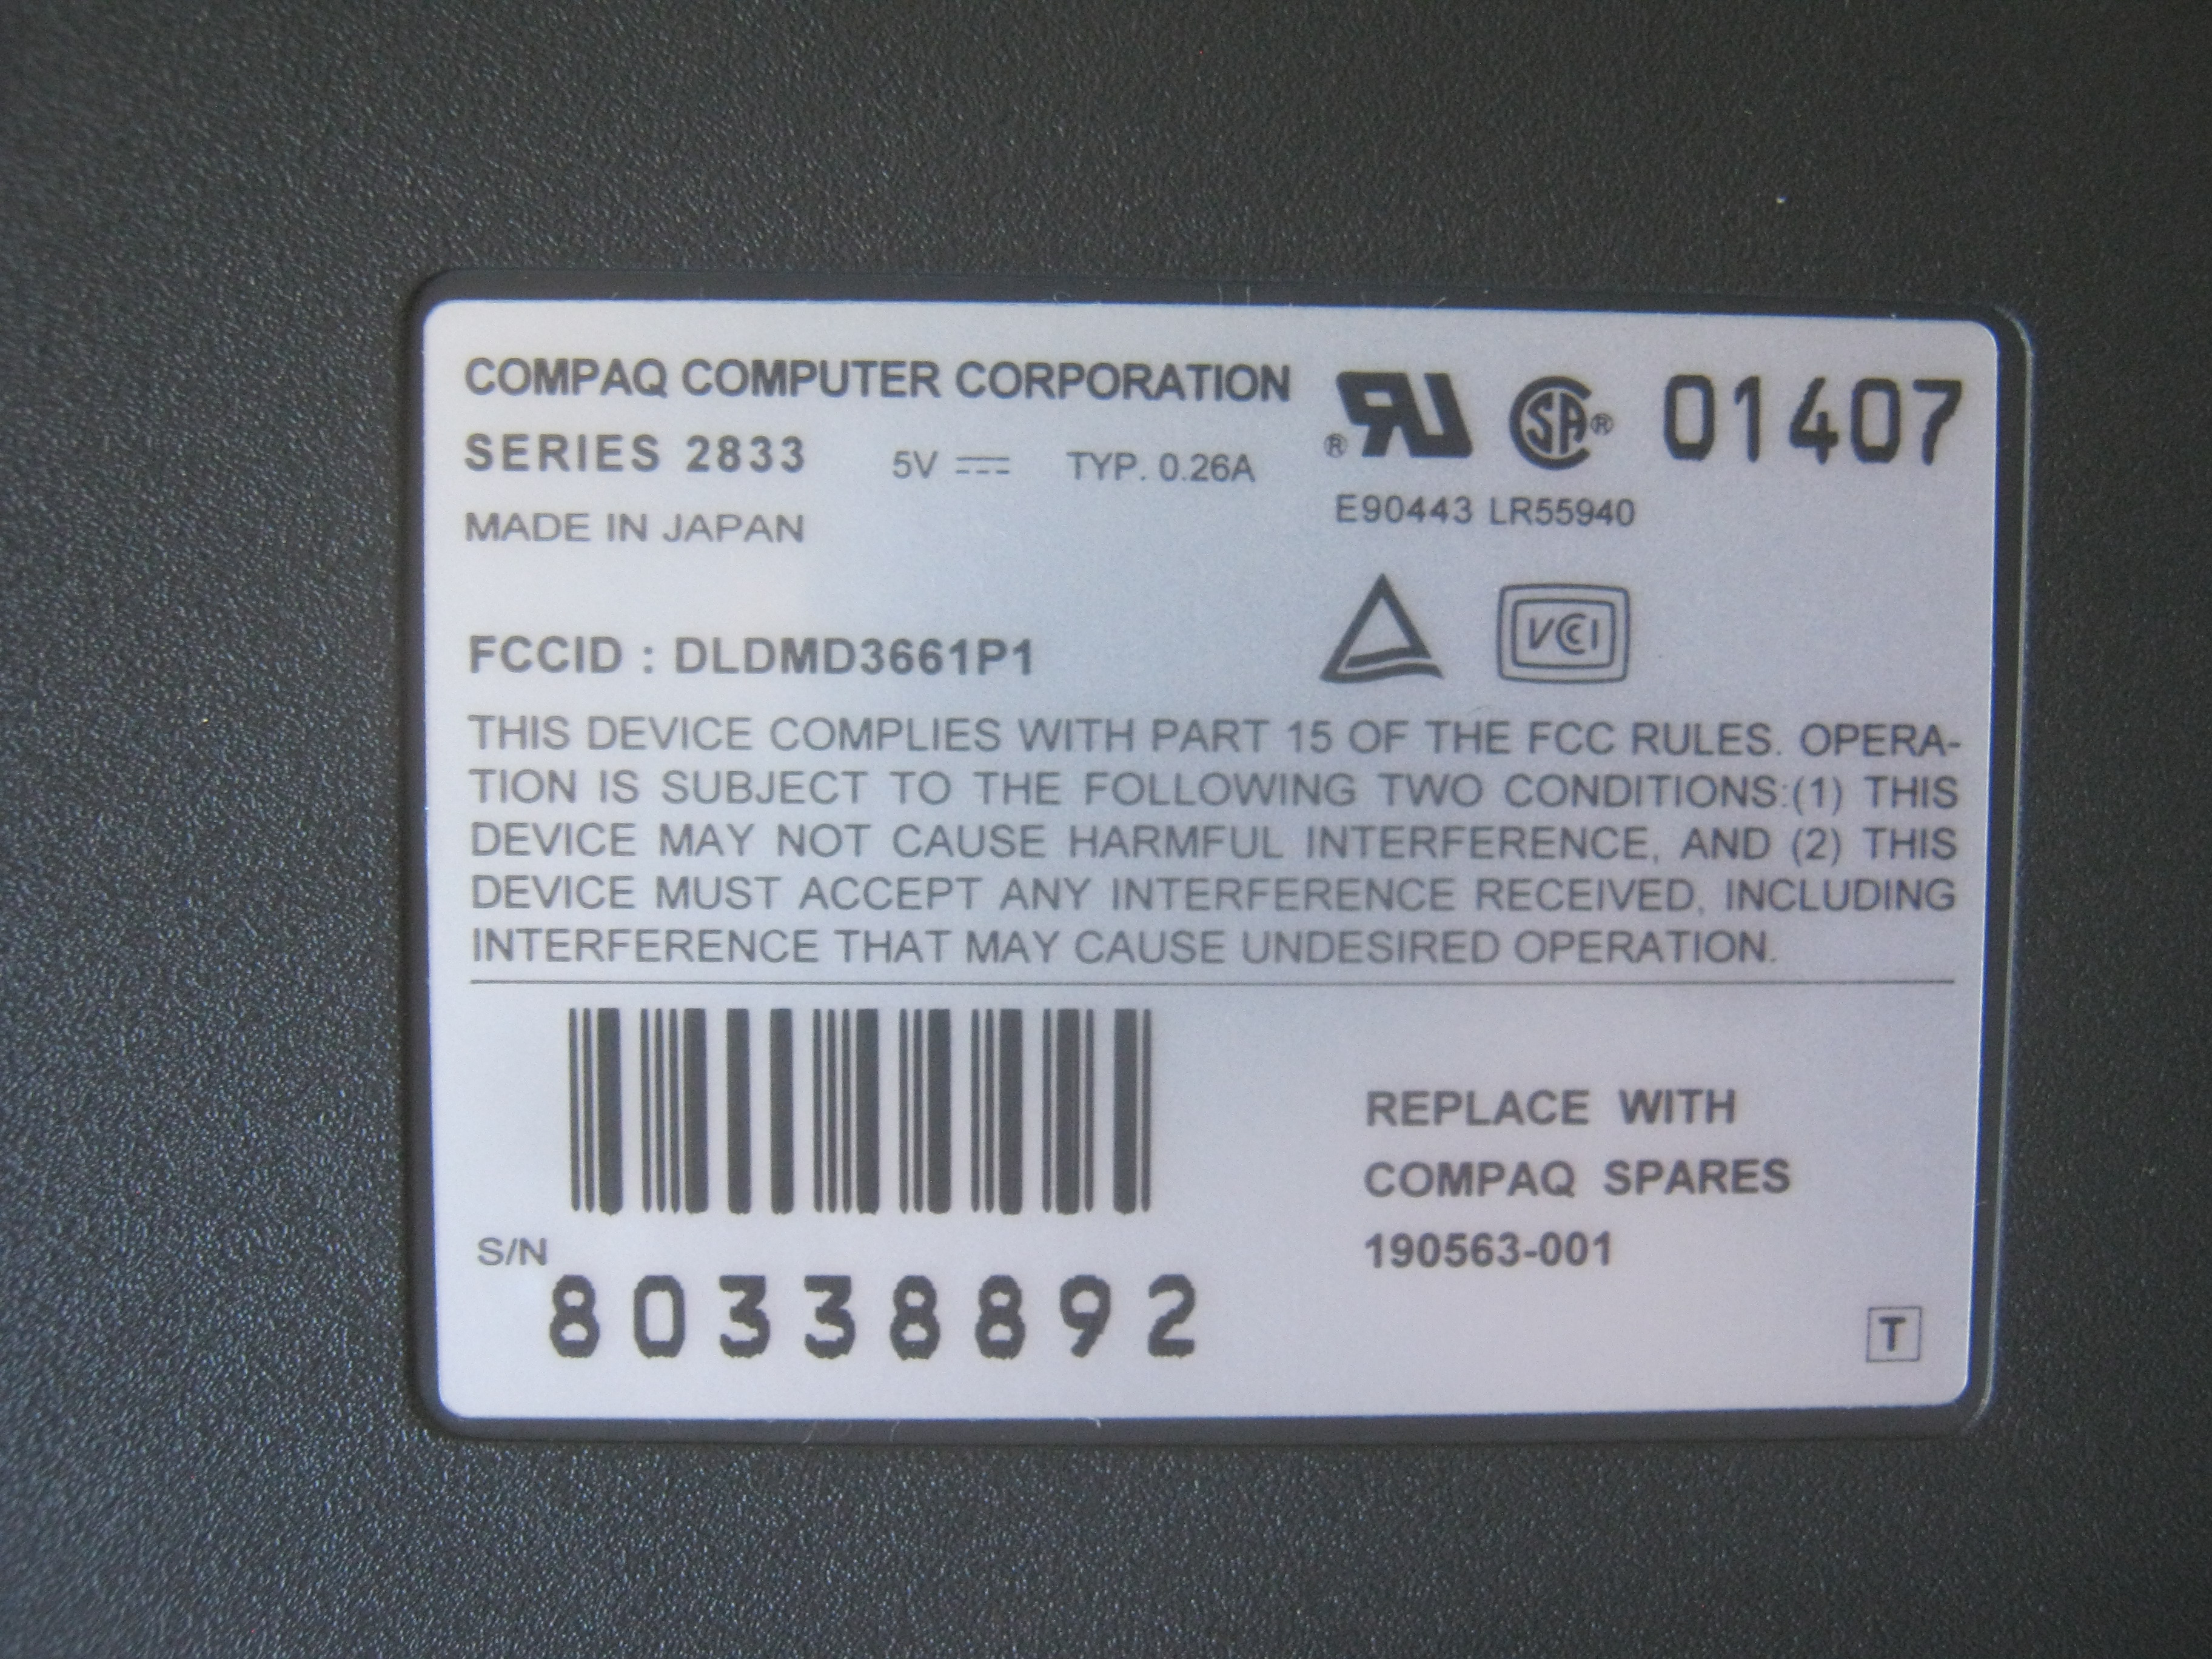 COMPAQ COMPUTER CORPORATION
SERIES 2833 5V TYP. 0.26A
MADE IN JAPAN
® RU SA® 01407
E90443 LR55940
VCCI
FCCID : DLDMD3661P1
THIS DEVICE COMPLIES WITH PART 15 OF THE FCC RULES. OPERA-
TION IS SUBJECT TO THE FOLLOWING TWO CONDITIONS:(1) THIS
DEVICE MAY NOT CAUSE HARMFUL INTERFERENCE, AND (2) THIS
DEVICE MUST ACCEPT ANY INTERFERENCE RECEIVED, INCLUDING
INTERFERENCE THAT MAY CAUSE UNDESIRED OPERATION.
S/N
80338892
REPLACE WITH
COMPAQ SPARES
190563-001
T